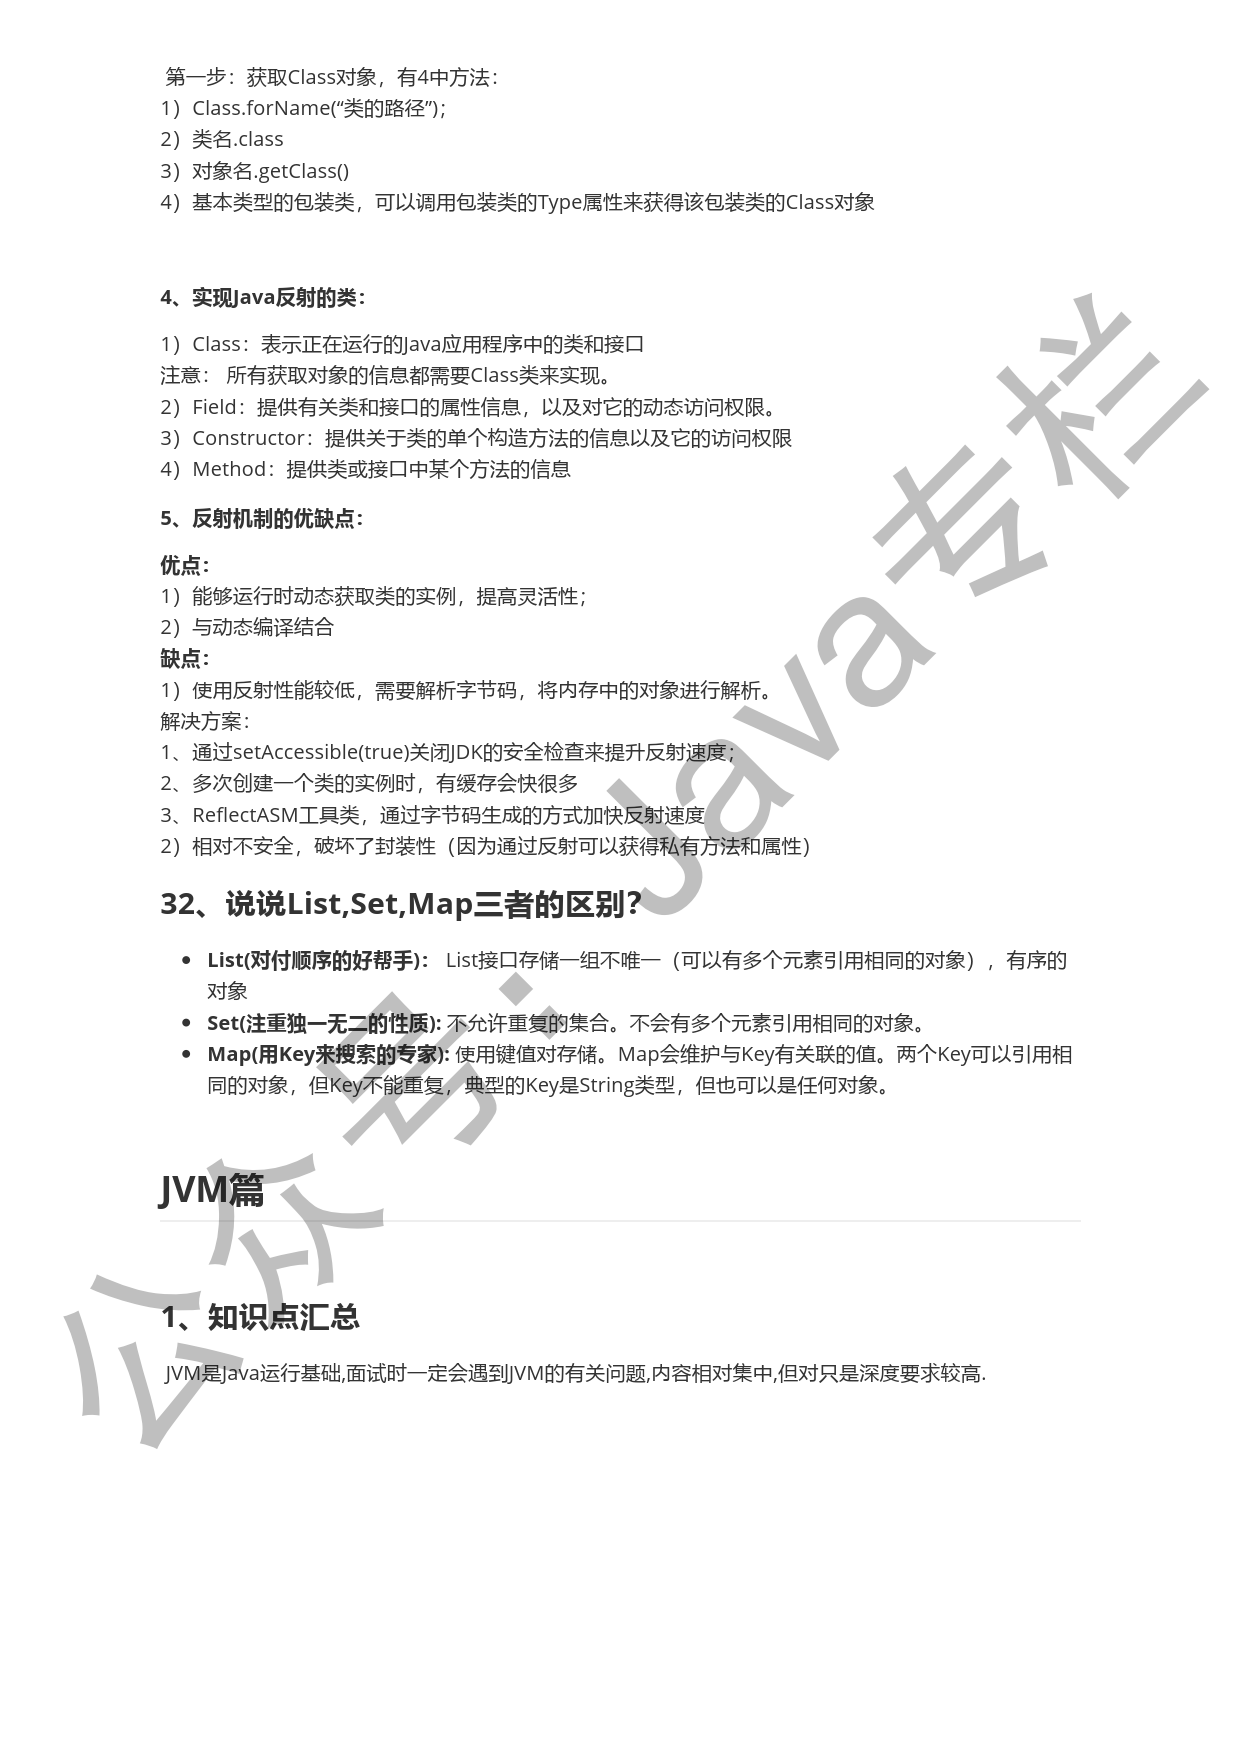 第一步：获取Class对象，有4中方法：
1）Class.forName(“类的路径”)；
2）类名.class
3）对象名.getClass()
4）基本类型的包装类，可以调用包装类的Type属性来获得该包装类的Class对象
4、实现Java反射的类：
1）Class：表示正在运行的Java应用程序中的类和接口
注意： 所有获取对象的信息都需要Class类来实现。
2）Field：提供有关类和接口的属性信息，以及对它的动态访问权限。
3）Constructor：提供关于类的单个构造方法的信息以及它的访问权限
4）Method：提供类或接口中某个方法的信息
5、反射机制的优缺点：
优点：
1）能够运行时动态获取类的实例，提高灵活性；
2）与动态编译结合
缺点：
1）使用反射性能较低，需要解析字节码，将内存中的对象进行解析。
解决方案：
1、通过setAccessible(true)关闭JDK的安全检查来提升反射速度；
2、多次创建一个类的实例时，有缓存会快很多
3、ReflectASM工具类，通过字节码生成的方式加快反射速度
2）相对不安全，破坏了封装性（因为通过反射可以获得私有方法和属性）
32、说说List,Set,Map三者的区别？
• List(对付顺序的好帮手)： List接口存储一组不唯一（可以有多个元素引用相同的对象），有序的
对象
• Set(注重独一无二的性质): 不允许重复的集合。不会有多个元素引用相同的对象。
• Map(用Key来搜索的专家): 使用键值对存储。Map会维护与Key有关联的值。两个Key可以引用相
同的对象，但Key不能重复，典型的Key是String类型，但也可以是任何对象。
JVM篇
1、知识点汇总
JVM是Java运行基础,面试时一定会遇到JVM的有关问题,内容相对集中,但对只是深度要求较高.
公众号：Java专栏